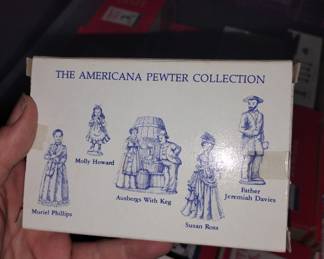 THE AMERICANA PEWTER COLLECTION
Molly Howard
Muriel Phillips
Ausbergs With Keg
Susan Ross
Father
Jeremiah Davies